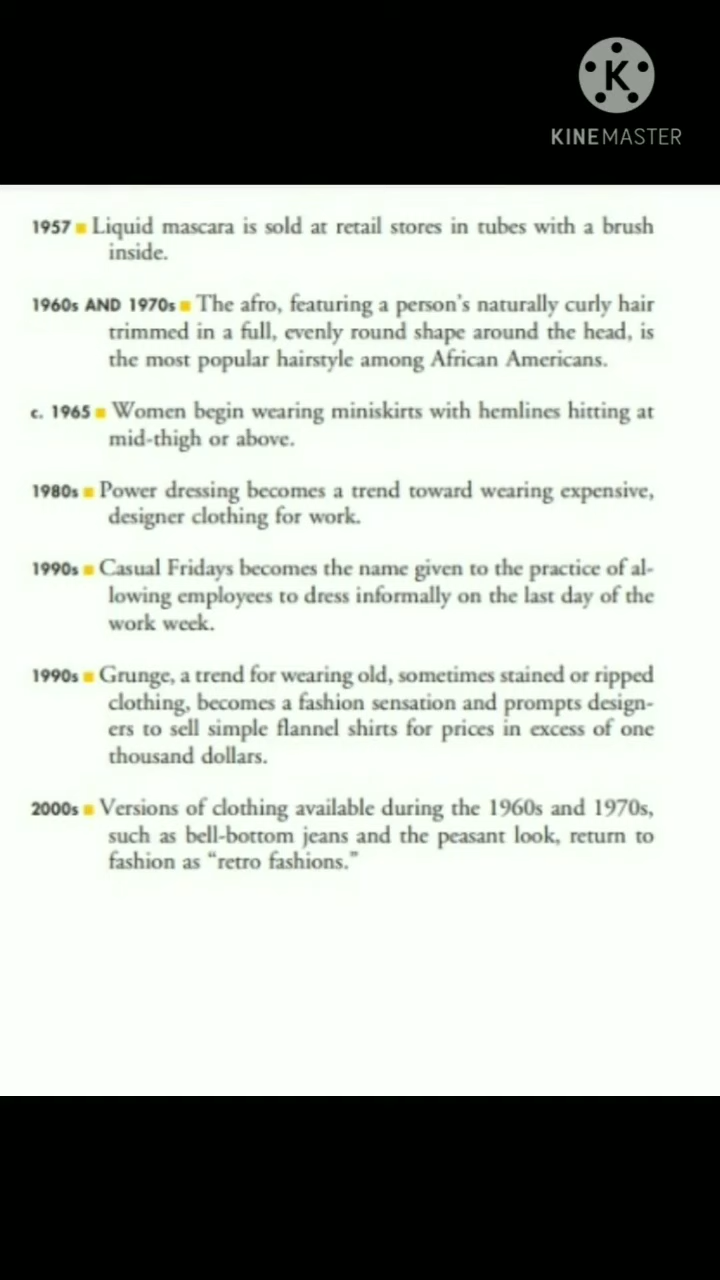 K
KINEMASTER
1957 ■ Liquid mascara is sold at retail stores in tubes with a brush
inside.
1960s AND 1970s ■ The afro, featuring a person's naturally curly hair
trimmed in a full, evenly round shape around the head, is
the most popular hairstyle among African Americans.
c. 1965 ■ Women begin wearing miniskirts with hemlines hitting at
mid-thigh or above.
1980s ■ Power dressing becomes a trend toward wearing expensive,
designer clothing for work.
1990s ■ Casual Fridays becomes the name given to the practice of al-
lowing employees to dress informally on the last day of the
work week.
1990s ■ Grunge, a trend for wearing old, sometimes stained or ripped
clothing, becomes a fashion sensation and prompts design-
ers to sell simple flannel shirts for prices in excess of one
thousand dollars.
2000s ■ Versions of clothing available during the 1960s and 1970s,
such as bell-bottom jeans and the peasant look, return to
fashion as “retro fashions.”